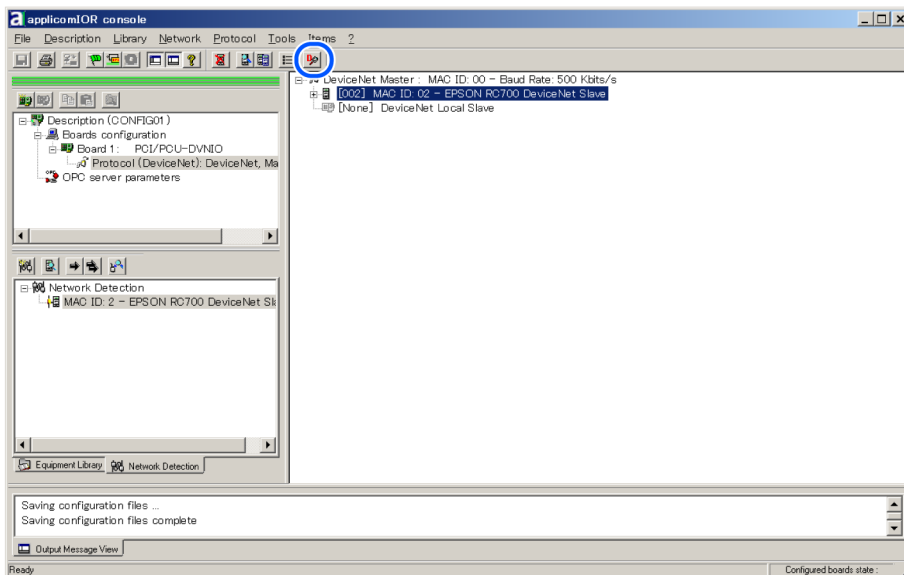 applicomIOR console
File Description Library Network Protocol Tools Items ?
DeviceNet Master : MAC ID: 00 - Baud Rate: 500 Kbits/s
[002] MAC ID: 02 - EPSON RC700 DeviceNet Slave
[None] DeviceNet Local Slave
Description (CONFIG01)
Boards configuration
Board 1 : PCI/PCU-DVNIO
Protocol (DeviceNet): DeviceNet, Ma
OPC server parameters
Network Detection
MAC ID: 2 - EPSON RC700 DeviceNet Sla
Equipment Library Network Detection
Saving configuration files ...
Saving configuration files complete
Output Message View
Ready Configured boards state :